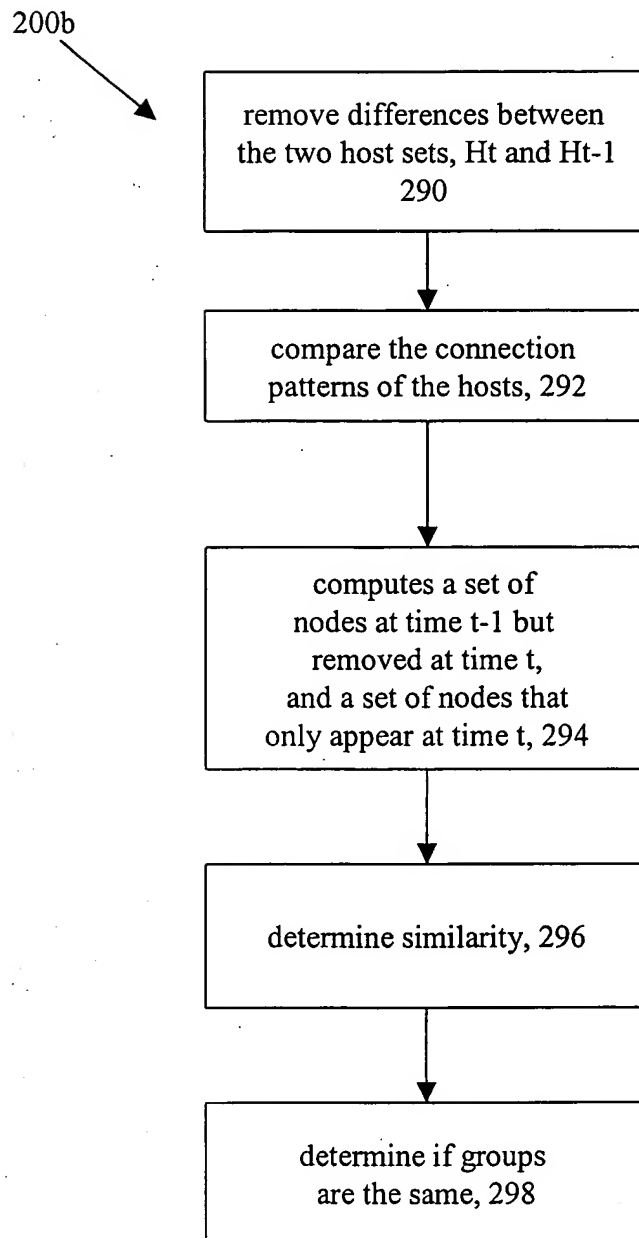 200b
remove differences between
the two host sets, Ht and Ht-1
290
compare the connection
patterns of the hosts, 292
computes a set of
nodes at time t-1 but
removed at time t,
and a set of nodes that
only appear at time t, 294
determine similarity, 296
determine if groups
are the same, 298